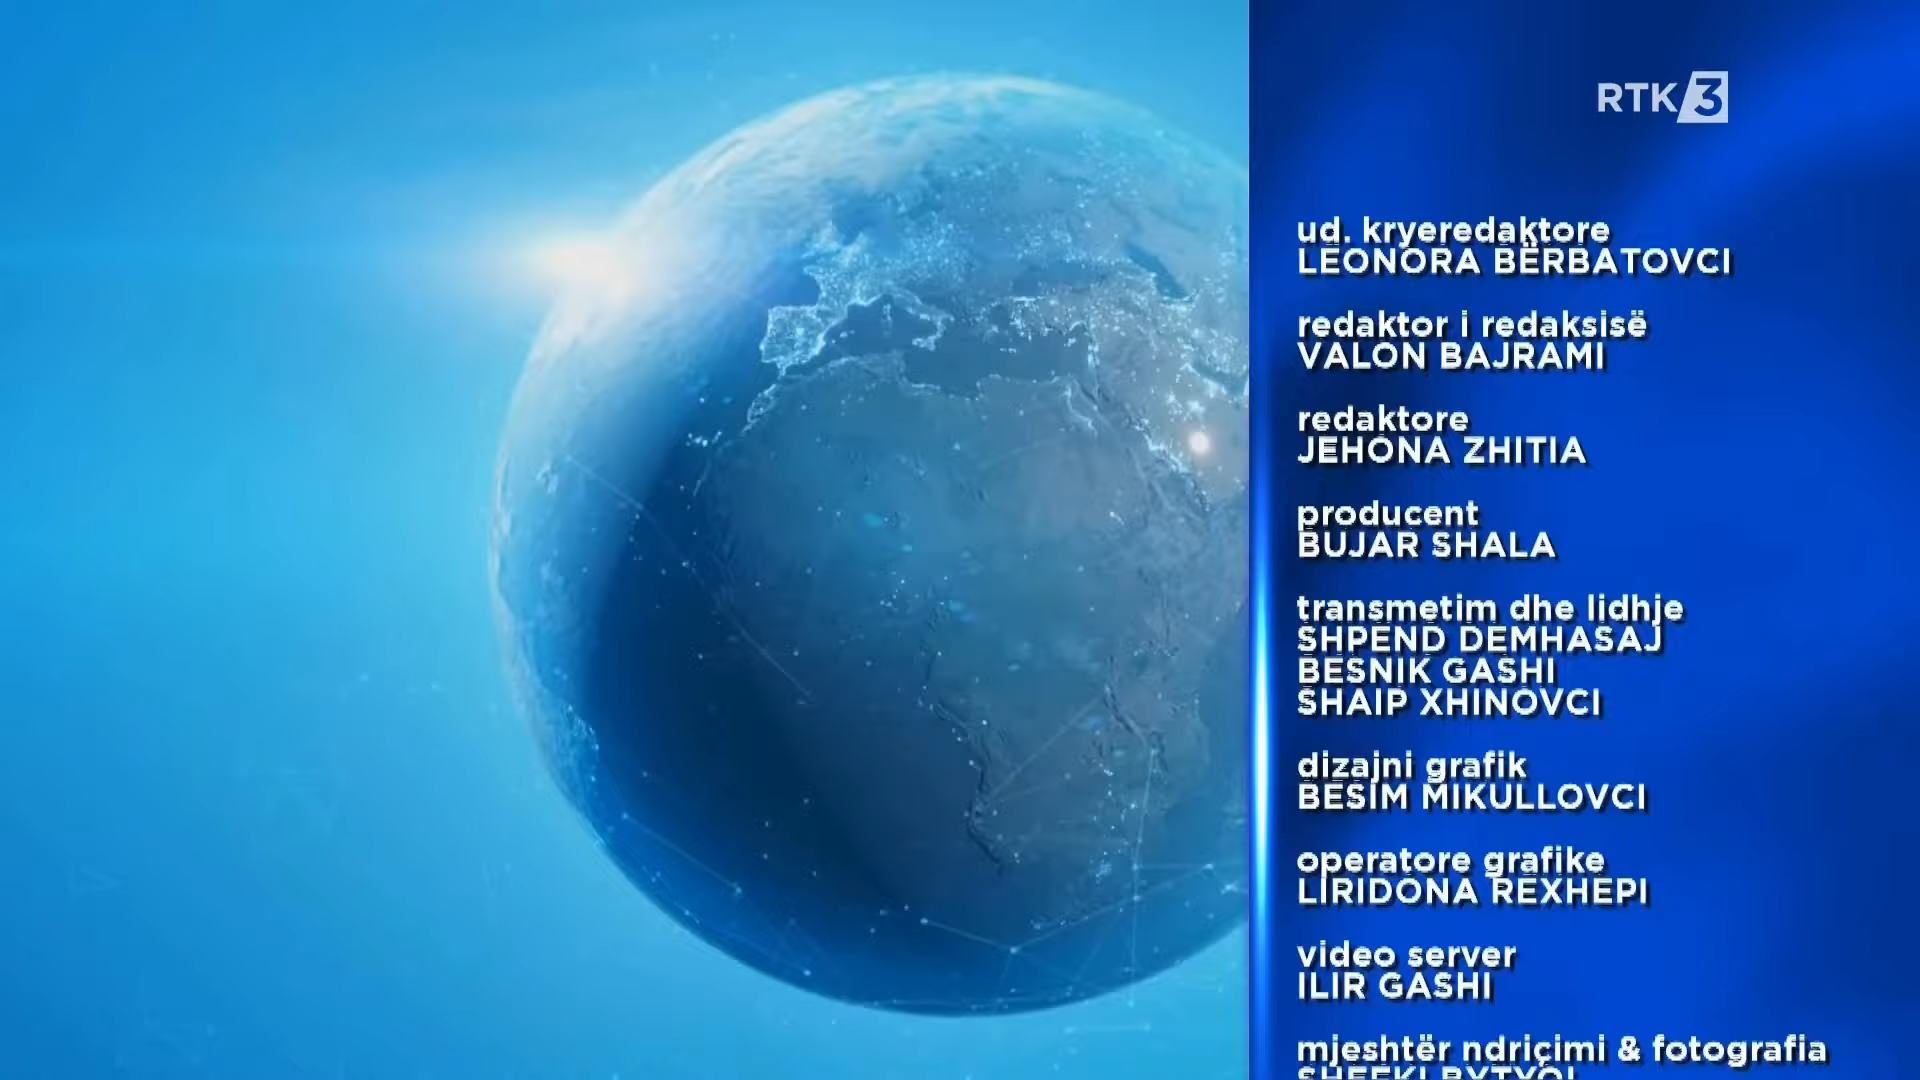 RTK 3
ud. kryeredaktore
LEONORA BËRBATOVCI
redaktor i redaksisë
VALON BAJRAMI
redaktore
JEHONA ZHITIA
producent
BUJAR SHALA
transmetim dhe lidhje
SHPEND DEMHASAJ
BESNIK GASHI
SHAIP XHINOVCI
dizajni grafik
BESIM MIKULLOVCI
operatore grafike
LIRIDONA REXHEPI
video server
ILIR GASHI
mjeshtër ndriçimi & fotografia